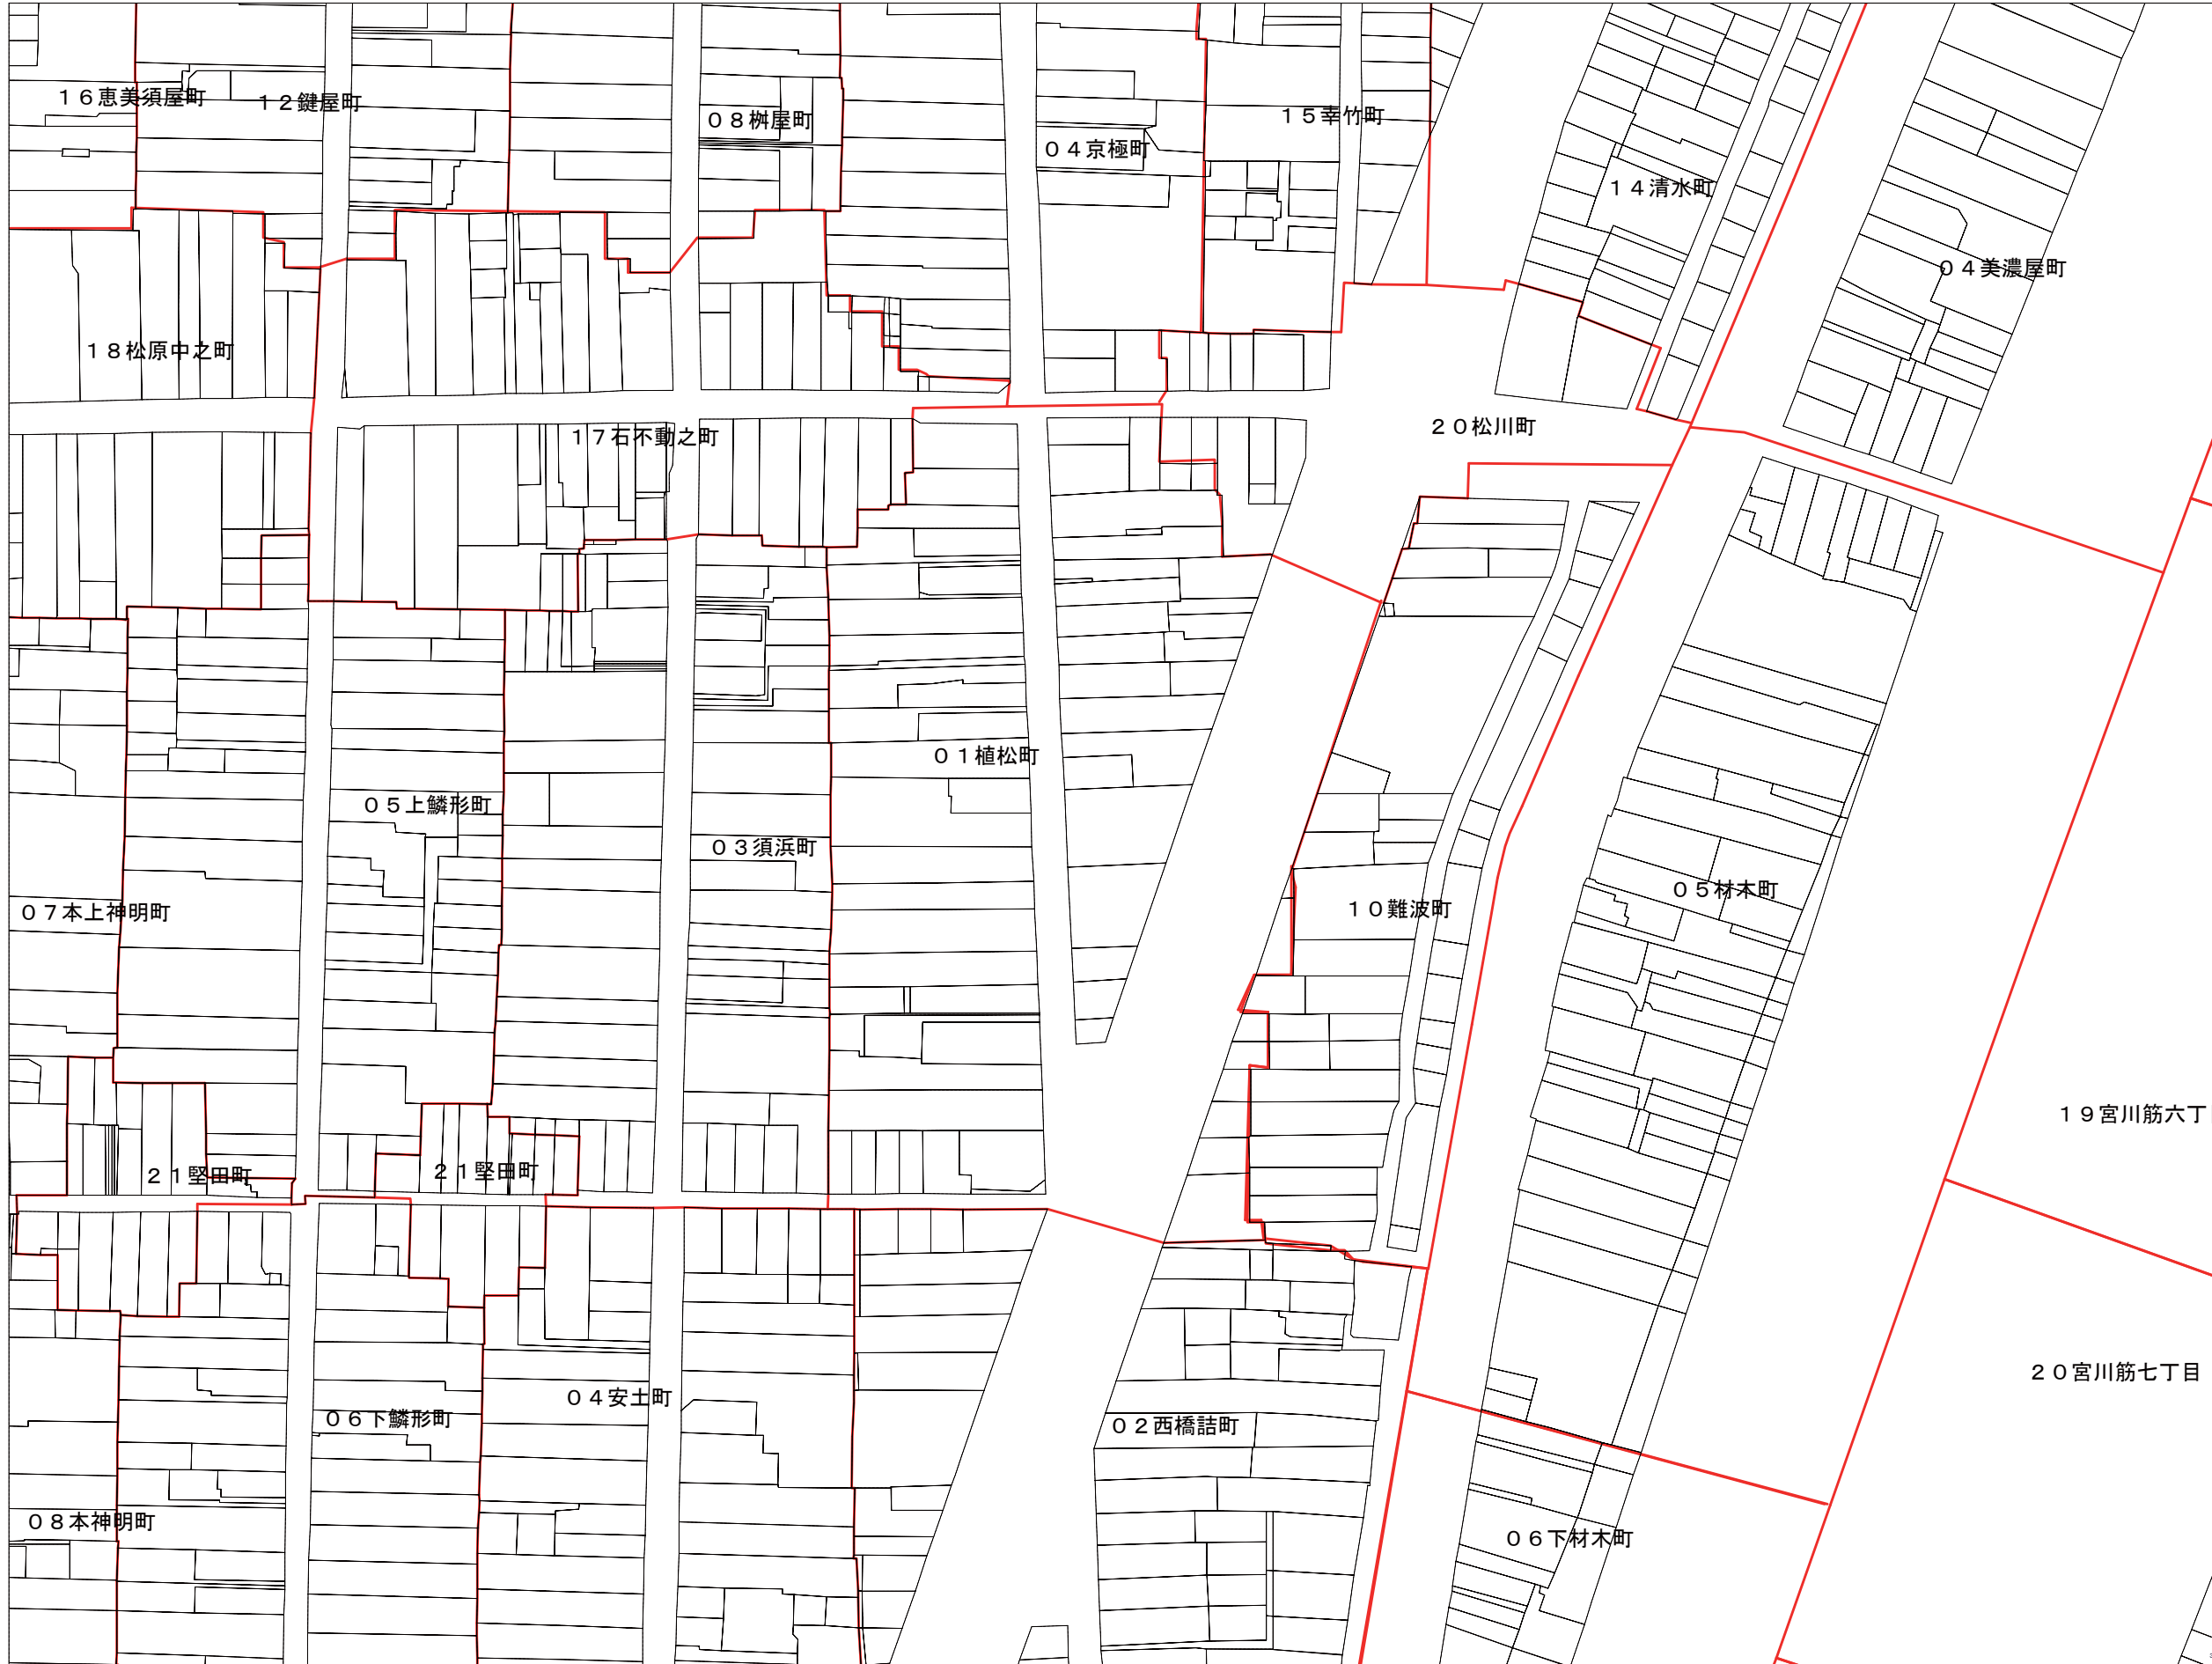 １６恵美須屋町
１２鍵屋町
０８桝屋町
１５幸竹町
０４京極町
１４清水町
０４美濃屋町
１８松原中之町
１７石不動之町
２０松川町
０１植松町
０５上鱗形町
０３須浜町
０５材木町
０７本上神明町
１０難波町
１９宮川筋六丁
２１堅田町
２１堅田町
２０宮川筋七丁目
０４安土町
０６下鱗形町
０２西橋詰町
０８本神明町
０６下材木町